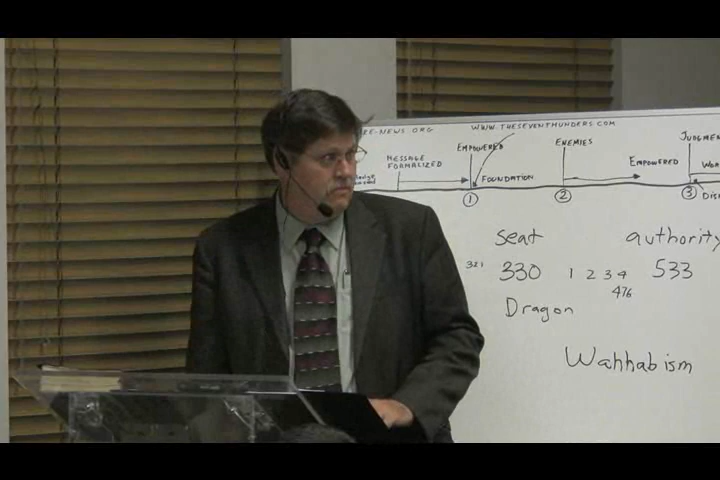 RE-NEWS.ORG WWW.THESEVENTHUNDERS.COM
MESSAGE FORMALIZED
EMPOWERED
ENEMIES
JUDGMEN
FOUNDATION
EMPOWERED
1 2 3
seat authority
321 330 1 2 3 4 533
476
Dragon
Wahhabism